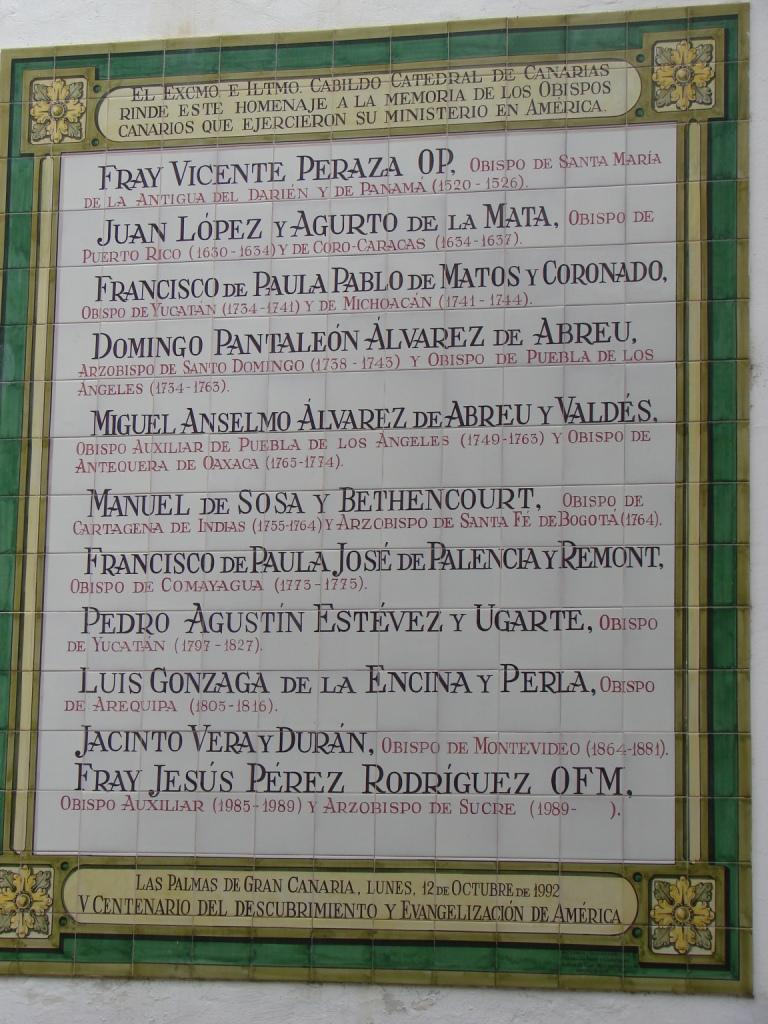 EL EXCMO. E ILTMO. CABILDO CATEDRAL DE CANARIAS
RINDE ESTE HOMENAJE A LA MEMORIA DE LOS OBISPOS
CANARIOS QUE EJERCIERON SU MINISTERIO EN AMÉRICA.
FRAY VICENTE PERAZA OP, OBISPO DE SANTA MARÍA
DE LA ANTIGUA DEL DARIÉN Y DE PANAMÁ (1520-1526).
JUAN LÓPEZ Y AGURTO DE LA MATA, OBISPO DE
PUERTO RICO (1630-1634) Y DE CORO-CARACAS (1634-1637).
FRANCISCO DE PAULA PABLO DE MATOS Y CORONADO,
OBISPO DE YUCATÁN (1734-1741) Y DE MICHOACÁN (1741-1744).
DOMINGO PANTALEÓN ÁLVAREZ DE ABREU,
ARZOBISPO DE SANTO DOMINGO (1738-1743) Y OBISPO DE PUEBLA DE LOS
ÁNGELES (1734-1763).
MIGUEL ANSELMO ÁLVAREZ DE ABREU Y VALDÉS,
OBISPO AUXILIAR DE PUEBLA DE LOS ÁNGELES (1749-1763) Y OBISPO DE
ANTEQUERA DE OAXACA (1765-1774).
MANUEL DE SOSA Y BETHENCOURT, OBISPO DE
CARTAGENA DE INDIAS (1755-1764) Y ARZOBISPO DE SANTA FÉ DE BOGOTÁ (1764).
FRANCISCO DE PAULA JOSÉ DE PALENCIA Y REMONT,
OBISPO DE COMAYAGUA (1773-1775).
PEDRO AGUSTÍN ESTÉVEZ Y UGARTE, OBISPO
DE YUCATÁN (1797-1827).
LUIS GONZAGA DE LA ENCINA Y PERLA, OBISPO
DE AREQUIPA (1805-1816).
JACINTO VERA Y DURÁN, OBISPO DE MONTEVIDEO (1864-1881).
FRAY JESÚS PÉREZ RODRÍGUEZ OFM,
OBISPO AUXILIAR (1985-1989) Y ARZOBISPO DE SUCRE (1989- ).
LAS PALMAS DE GRAN CANARIA, LUNES, 12 DE OCTUBRE DE 1992
V CENTENARIO DEL DESCUBRIMIENTO Y EVANGELIZACIÓN DE AMÉRICA